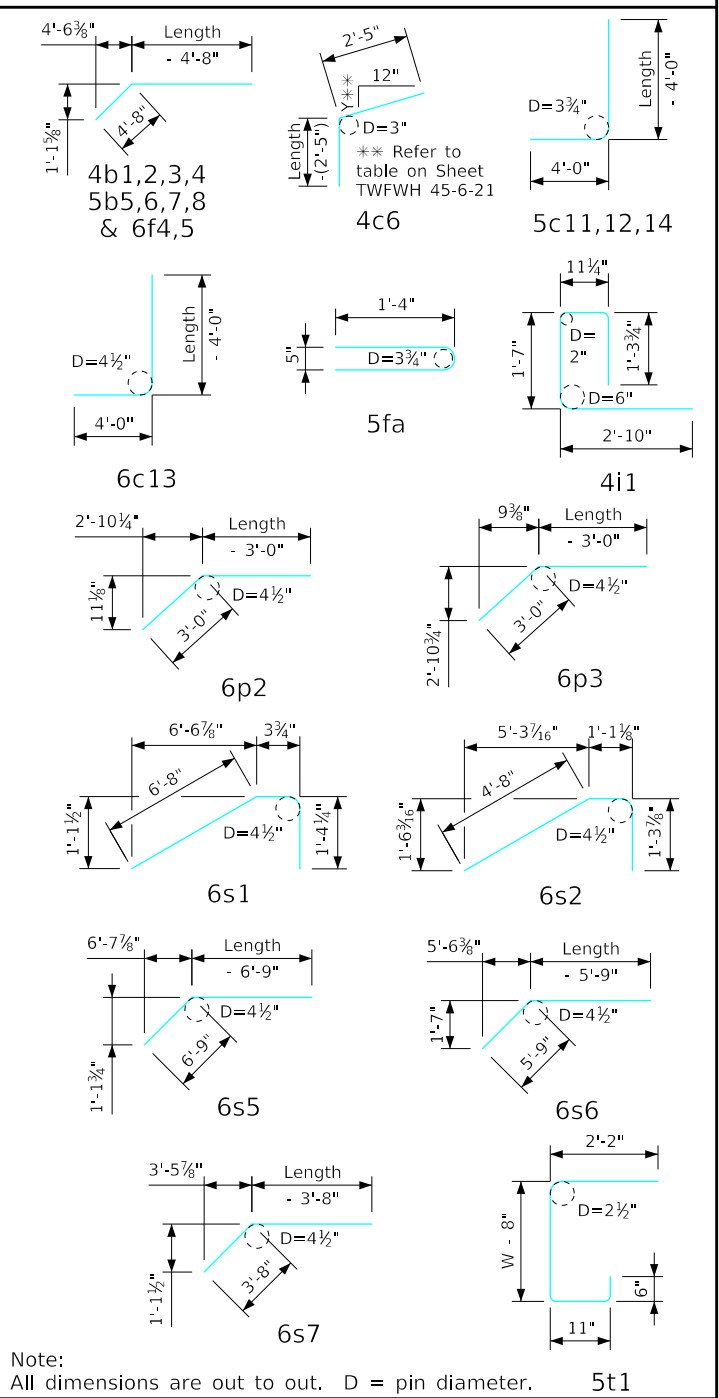 4'-6⅜"
Length
- 4'-8"
1'-1⅝"
4'-8"
4b1,2,3,4
5b5,6,7,8
& 6f4,5
2'-5"
12"
Y**
D=3"
Length
-(2'-5")
** Refer to
table on Sheet
TWFWH 45-6-21
4c6
Length
- 4'-0"
D=3¾"
4'-0"
5c11,12,14
Length
- 4'-0"
D=4½"
4'-0"
6c13
1'-4"
5"
D=3¾"
5fa
11¼"
D=
2"
1'-7"
1'-3¾"
D=6"
2'-10"
4i1
2'-10¼"
Length
- 3'-0"
11⅛"
D=4½"
3'-0"
6p2
9⅜"
Length
- 3'-0"
2'-10¾"
D=4½"
3'-0"
6p3
6'-6⅞"
3¾"
6'-8"
1'-1½"
D=4½"
1'-4¼"
6s1
5'-3⁷⁄₁₆"
1'-1⅛"
4'-8"
1'-6³⁄₁₆"
D=4½"
1'-3⅞"
6s2
6'-7⅞"
Length
- 6'-9"
D=4½"
1'-1¾"
6'-9"
6s5
5'-6⅜"
Length
- 5'-9"
1'-7"
D=4½"
5'-9"
6s6
3'-5⅞"
Length
- 3'-8"
1'-1½"
D=4½"
3'-8"
6s7
2'-2"
W - 8"
D=2½"
6"
11"
5t1
Note:
All dimensions are out to out. D = pin diameter.